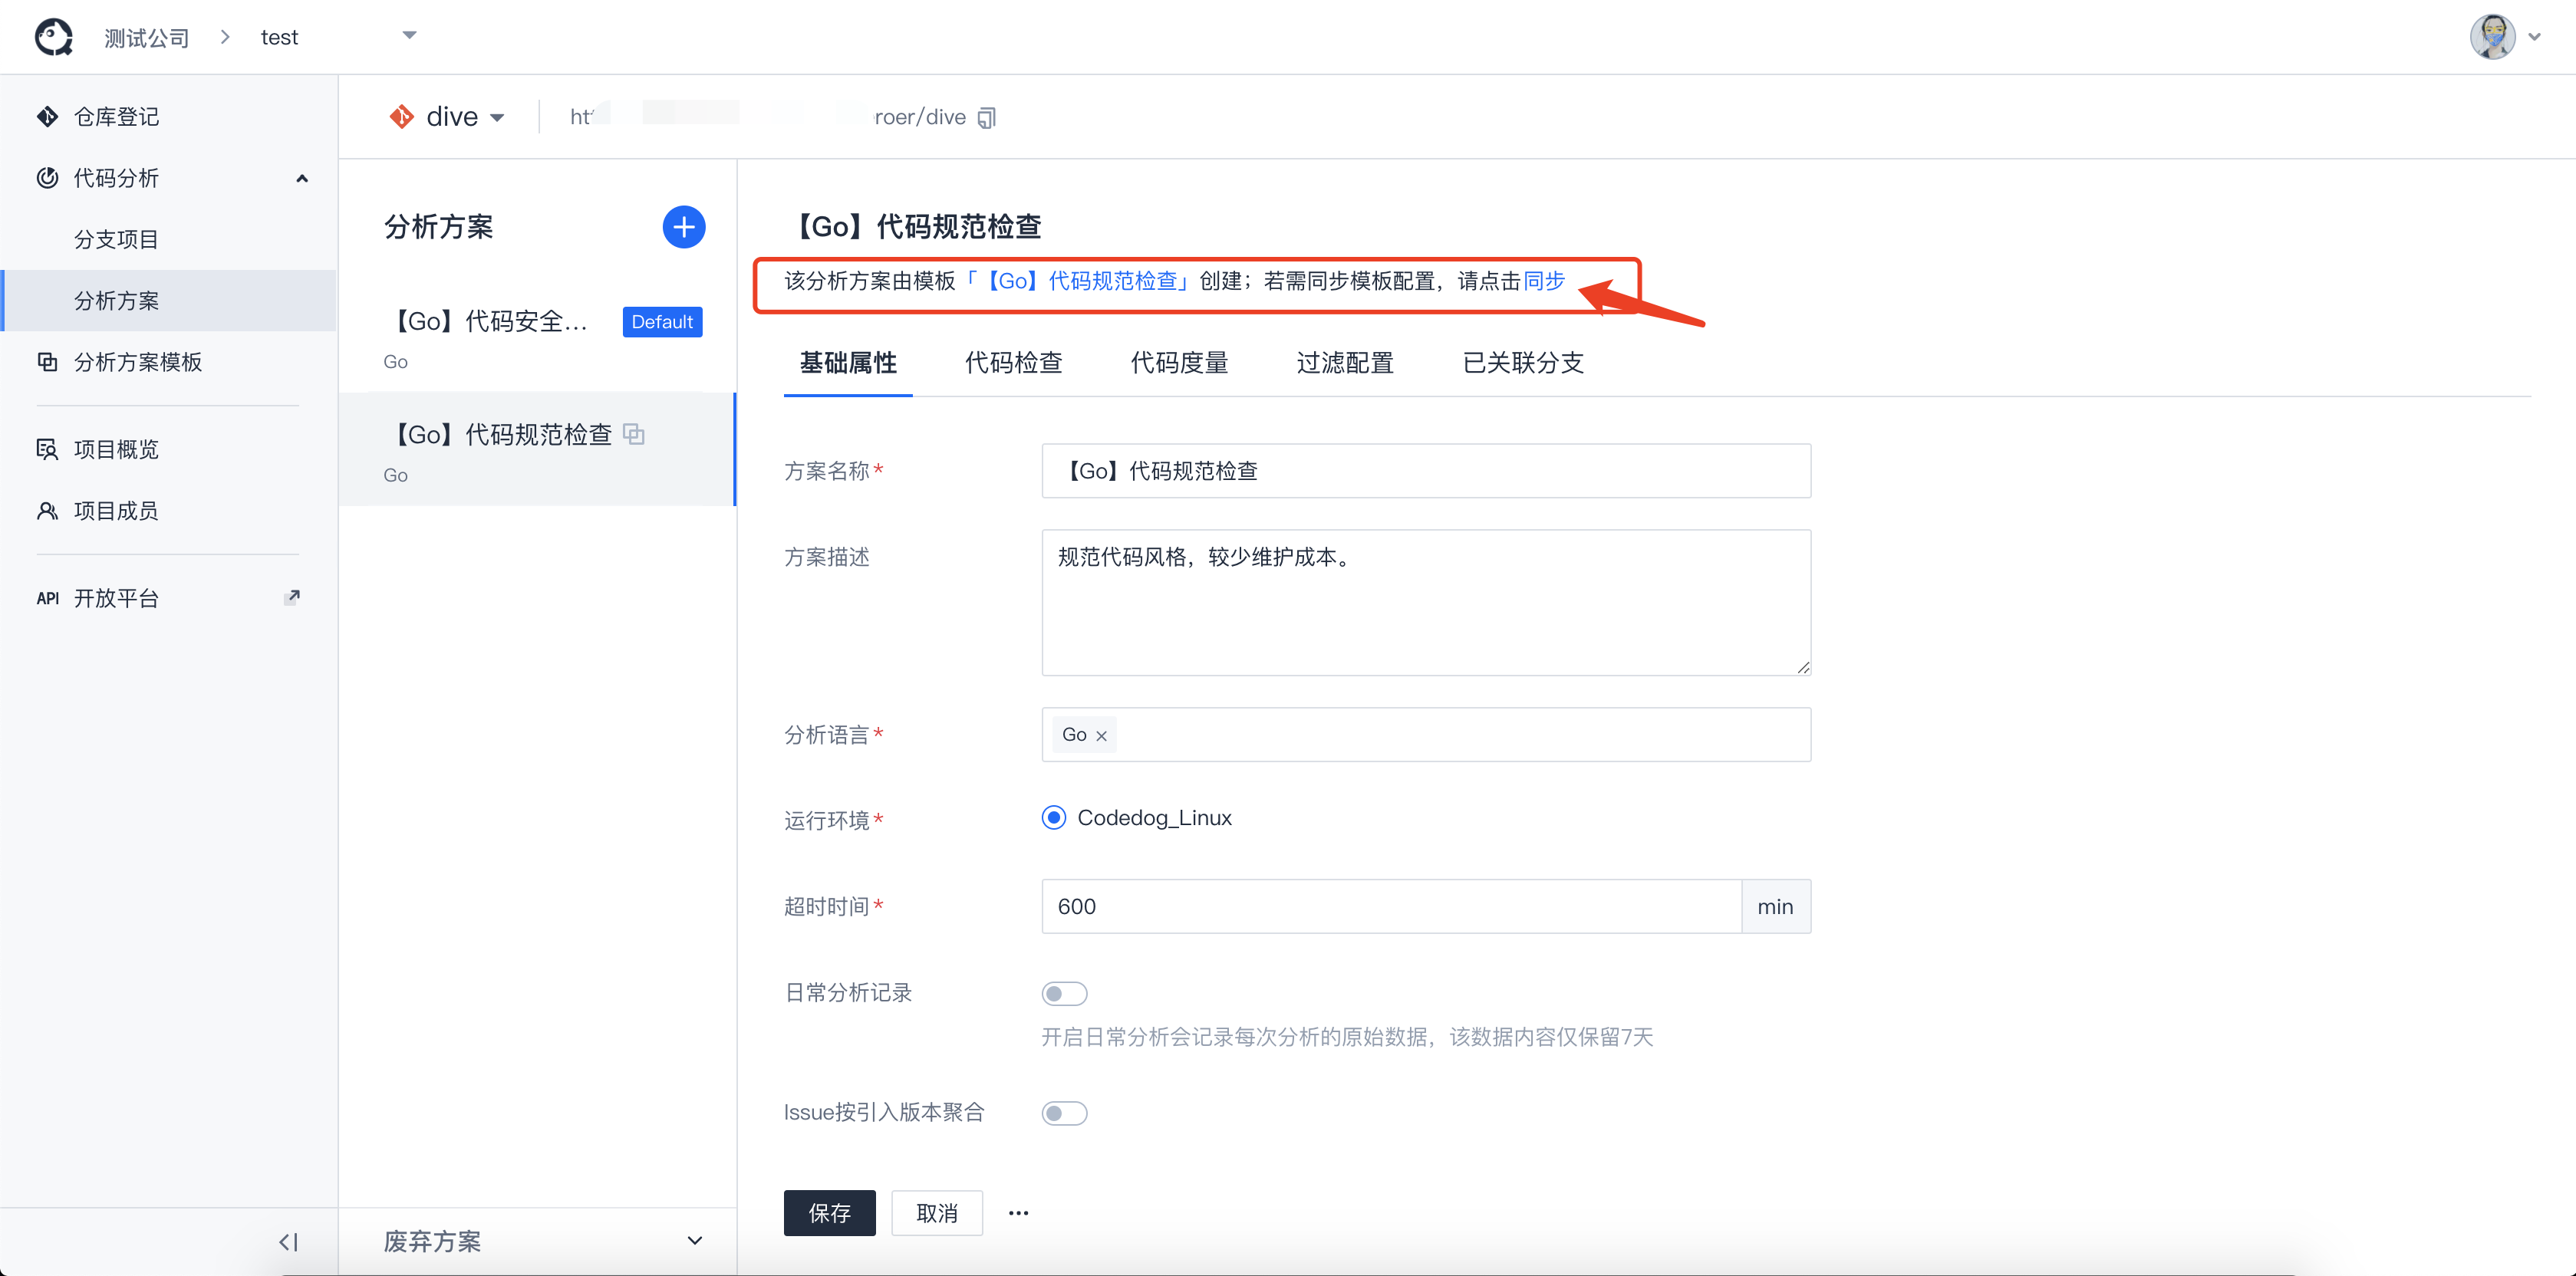 测试公司 > test
仓库登记
代码分析
分支项目
分析方案
分析方案模板
项目概览
项目成员
API 开放平台
dive
roer/dive
分析方案
【Go】代码安全... Default
Go
【Go】代码规范检查
Go
废弃方案
【Go】代码规范检查
该分析方案由模板「【Go】代码规范检查」创建；若需同步模板配置，请点击同步
基础属性 代码检查 代码度量 过滤配置 已关联分支
方案名称* 【Go】代码规范检查
方案描述 规范代码风格，较少维护成本。
分析语言* Go ×
运行环境* Codedog_Linux
超时时间* 600 min
日常分析记录
开启日常分析会记录每次分析的原始数据，该数据内容仅保留7天
Issue按引入版本聚合
保存 取消 ...